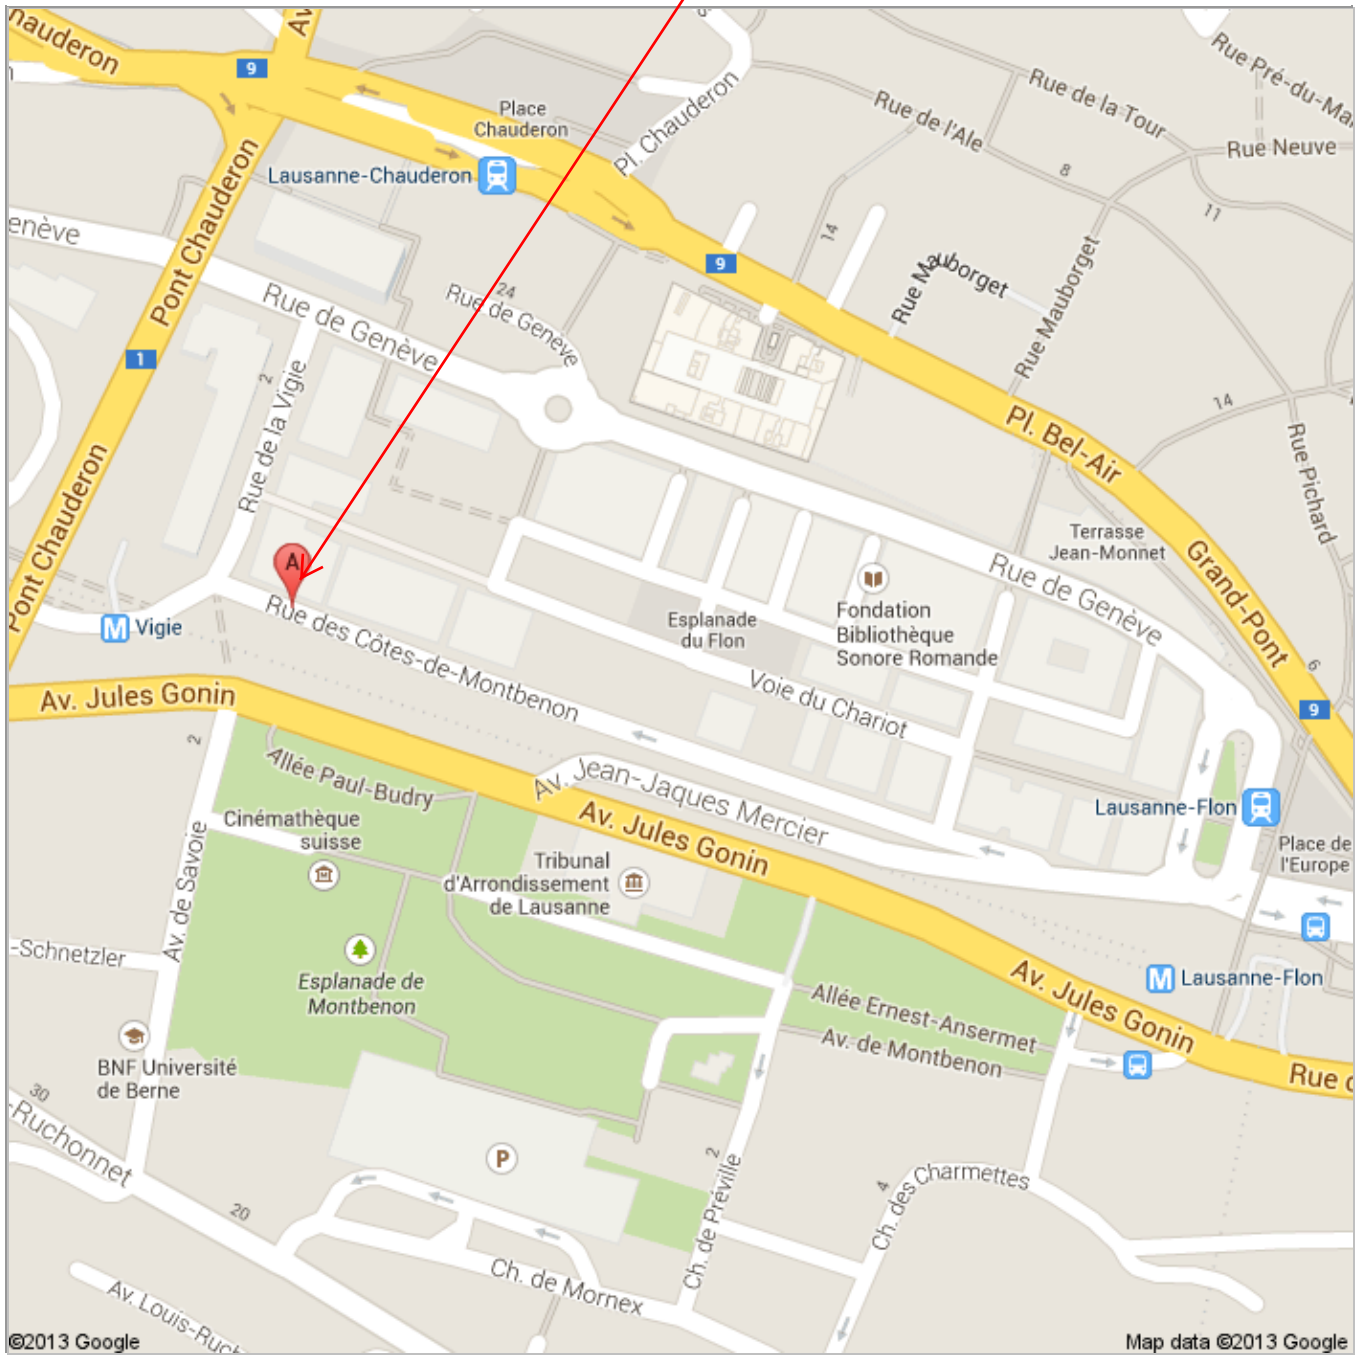 hauderon
Av
9
Place
Chauderon
Pl. Chauderon
Rue Pré-du-Ma
Rue de la Tour
Rue de l'Ale
Rue Neuve
8
11
14
Lausanne-Chauderon
Pont Chauderon
enève
9
Rue Mauborget
Rue Mauborget
24
Rue de Genève
Rue de Genève
1
2
Rue de la Vigie
14
Pl. Bel-Air
Rue Pichard
Pont Chauderon
Terrasse
Jean-Monnet
Grand-Pont
Rue de Genève
A
M Vigie
Rue des Côtes-de-Montbenon
Esplanade
du Flon
Fondation
Bibliothèque
Sonore Romande
6
9
Voie du Chariot
Av. Jules Gonin
2
Allée Paul-Budry
Av. Jean-Jaques Mercier
Av. Jules Gonin
Lausanne-Flon
Place de
l'Europe
Cinémathèque
suisse
Av. de Savoie
Tribunal
d'Arrondissement
de Lausanne
-Schnetzler
Esplanade de
Montbenon
M Lausanne-Flon
Av. Jules Gonin
Allée Ernest-Ansermet
Av. de Montbenon
BNF Université
de Berne
Rue d
30
-Ruchonnet
P
2
Ch. de Préville
4
Ch. des Charmettes
20
Ch. de Mornex
Av. Louis-Ruch
©2013 Google
Map data ©2013 Google